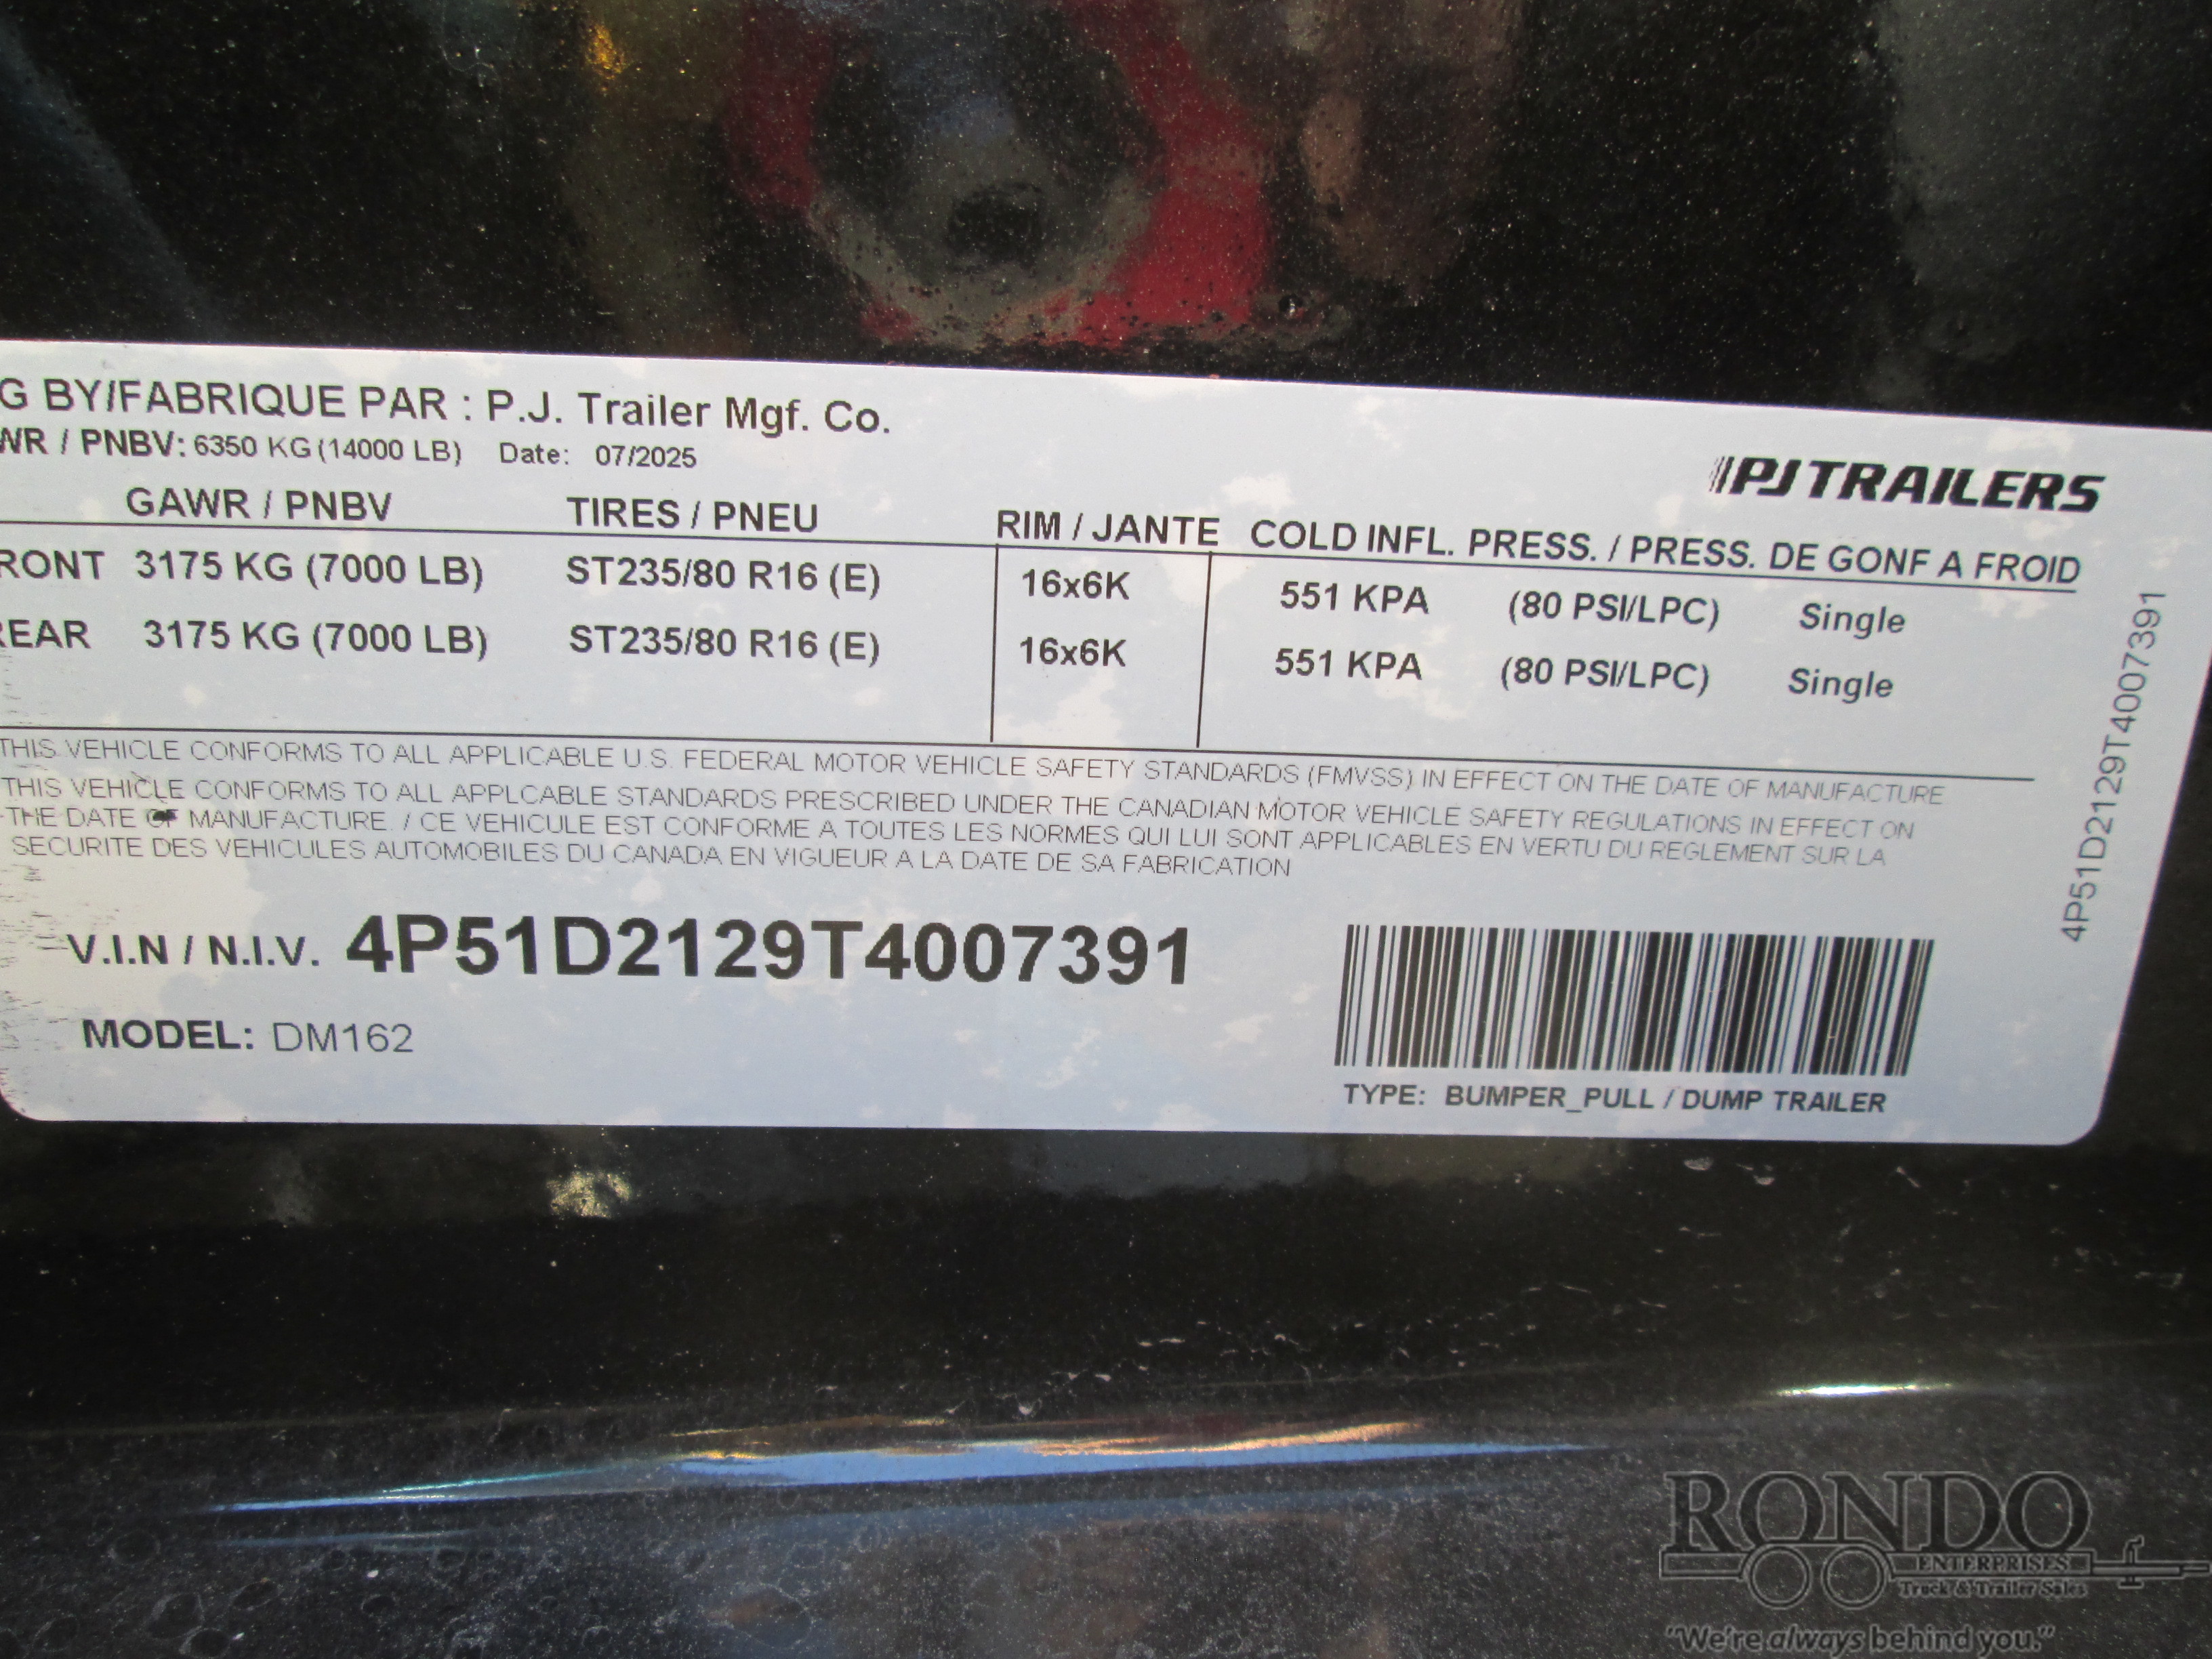 G BY/FABRIQUE PAR : P.J. Trailer Mgf. Co.
WR / PNBV: 6350 KG (14000 LB) Date: 07/2025
PJTRAILERS
GAWR / PNBV TIRES / PNEU RIM / JANTE COLD INFL. PRESS. / PRESS. DE GONF A FROID
RONT 3175 KG (7000 LB) ST235/80 R16 (E) 16x6K 551 KPA (80 PSI/LPC) Single
REAR 3175 KG (7000 LB) ST235/80 R16 (E) 16x6K 551 KPA (80 PSI/LPC) Single
THIS VEHICLE CONFORMS TO ALL APPLICABLE U.S. FEDERAL MOTOR VEHICLE SAFETY STANDARDS (FMVSS) IN EFFECT ON THE DATE OF MANUFACTURE
THIS VEHICLE CONFORMS TO ALL APPLCABLE STANDARDS PRESCRIBED UNDER THE CANADIAN MOTOR VEHICLE SAFETY REGULATIONS IN EFFECT ON
THE DATE OF MANUFACTURE. / CE VEHICULE EST CONFORME A TOUTES LES NORMES QUI LUI SONT APPLICABLES EN VERTU DU REGLEMENT SUR LA
SECURITE DES VEHICULES AUTOMOBILES DU CANADA EN VIGUEUR A LA DATE DE SA FABRICATION
V.I.N / N.I.V. 4P51D2129T4007391
MODEL: DM162
TYPE: BUMPER_PULL / DUMP TRAILER
4P51D2129T4007391
RONDO
ENTERPRISES
Truck & Trailer Sales
"We're always behind you."